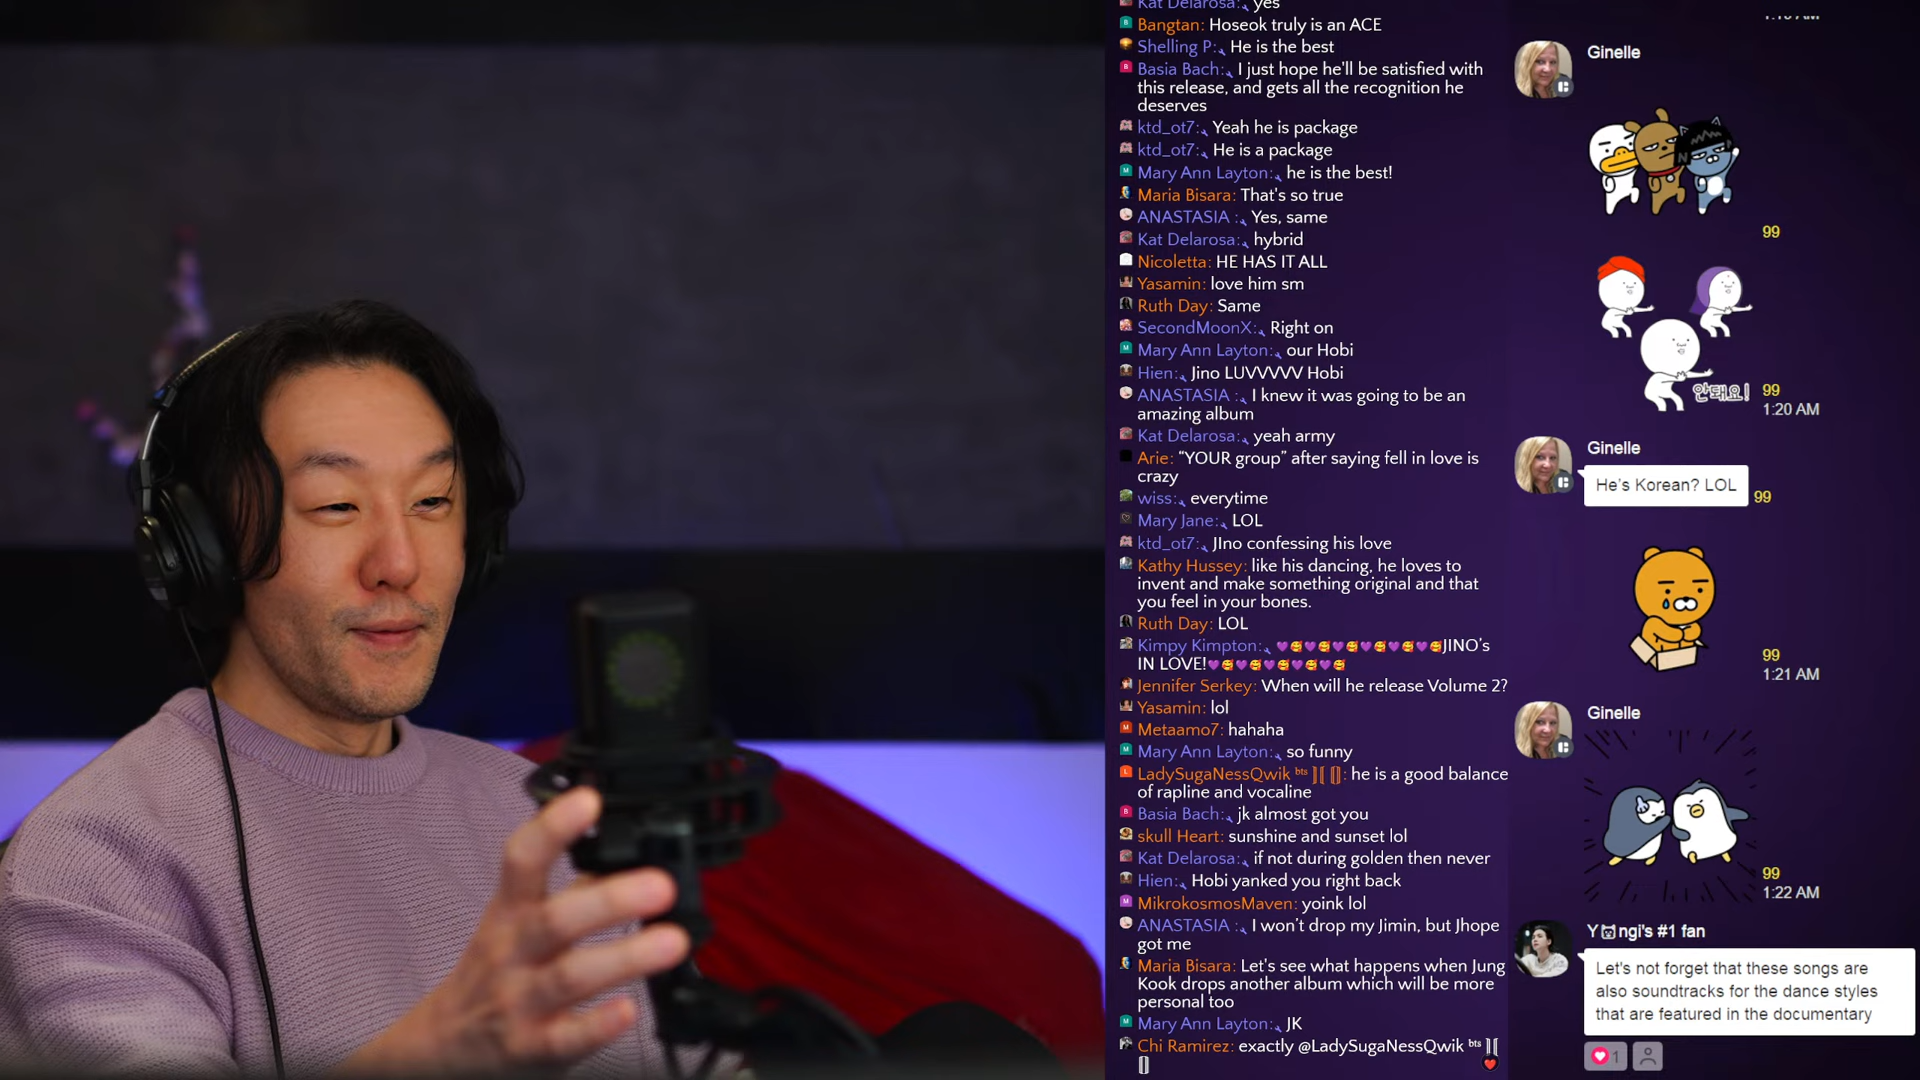 Kat Delarosa: yes
Bangtan: Hoseok truly is an ACE
Shelling P: He is the best
Basia Bach: I just hope he'll be satisfied with
this release, and gets all the recognition he
deserves
ktd_ot7: Yeah he is package
ktd_ot7: He is a package
Mary Ann Layton: he is the best!
Maria Bisara: That's so true
ANASTASIA : Yes, same
Kat Delarosa: hybrid
Nicoletta: HE HAS IT ALL
Yasamin: love him sm
Ruth Day: Same
SecondMoonX: Right on
Mary Ann Layton: our Hobi
Hien: Jino LUVVVVV Hobi
ANASTASIA : I knew it was going to be an
amazing album
Kat Delarosa: yeah army
Arie: “YOUR group” after saying fell in love is
crazy
wiss: everytime
Mary Jane: LOL
ktd_ot7: JIno confessing his love
Kathy Hussey: like his dancing, he loves to
invent and make something original and that
you feel in your bones.
Ruth Day: LOL
Kimpy Kimpton: 💜🥰💜🥰💜🥰💜🥰💜🥰💜🥰JINO’s
IN LOVE!💜🥰💜🥰💜🥰💜🥰💜🥰
Jennifer Serkey: When will he release Volume 2?
Yasamin: lol
Metaamo7: hahaha
Mary Ann Layton: so funny
LadySugaNessQwik ᵇᵗˢ ⟭⟬ ⟬⟭: he is a good balance
of rapline and vocaline
Basia Bach: jk almost got you
skull Heart: sunshine and sunset lol
Kat Delarosa: if not during golden then never
Hien: Hobi yanked you right back
MikrokosmosMaven: yoink lol
ANASTASIA : I won’t drop my Jimin, but Jhope
got me
Maria Bisara: Let's see what happens when Jung
Kook drops another album which will be more
personal too
Mary Ann Layton: JK
Chi Ramirez: exactly @LadySugaNessQwik ᵇᵗˢ ⟭⟬
⟬⟭
Ginelle
99
안돼요!
99
1:20 AM
Ginelle
He's Korean? LOL
99
99
1:21 AM
Ginelle
99
1:22 AM
Y🐱ngi's #1 fan
Let's not forget that these songs are
also soundtracks for the dance styles
that are featured in the documentary
1